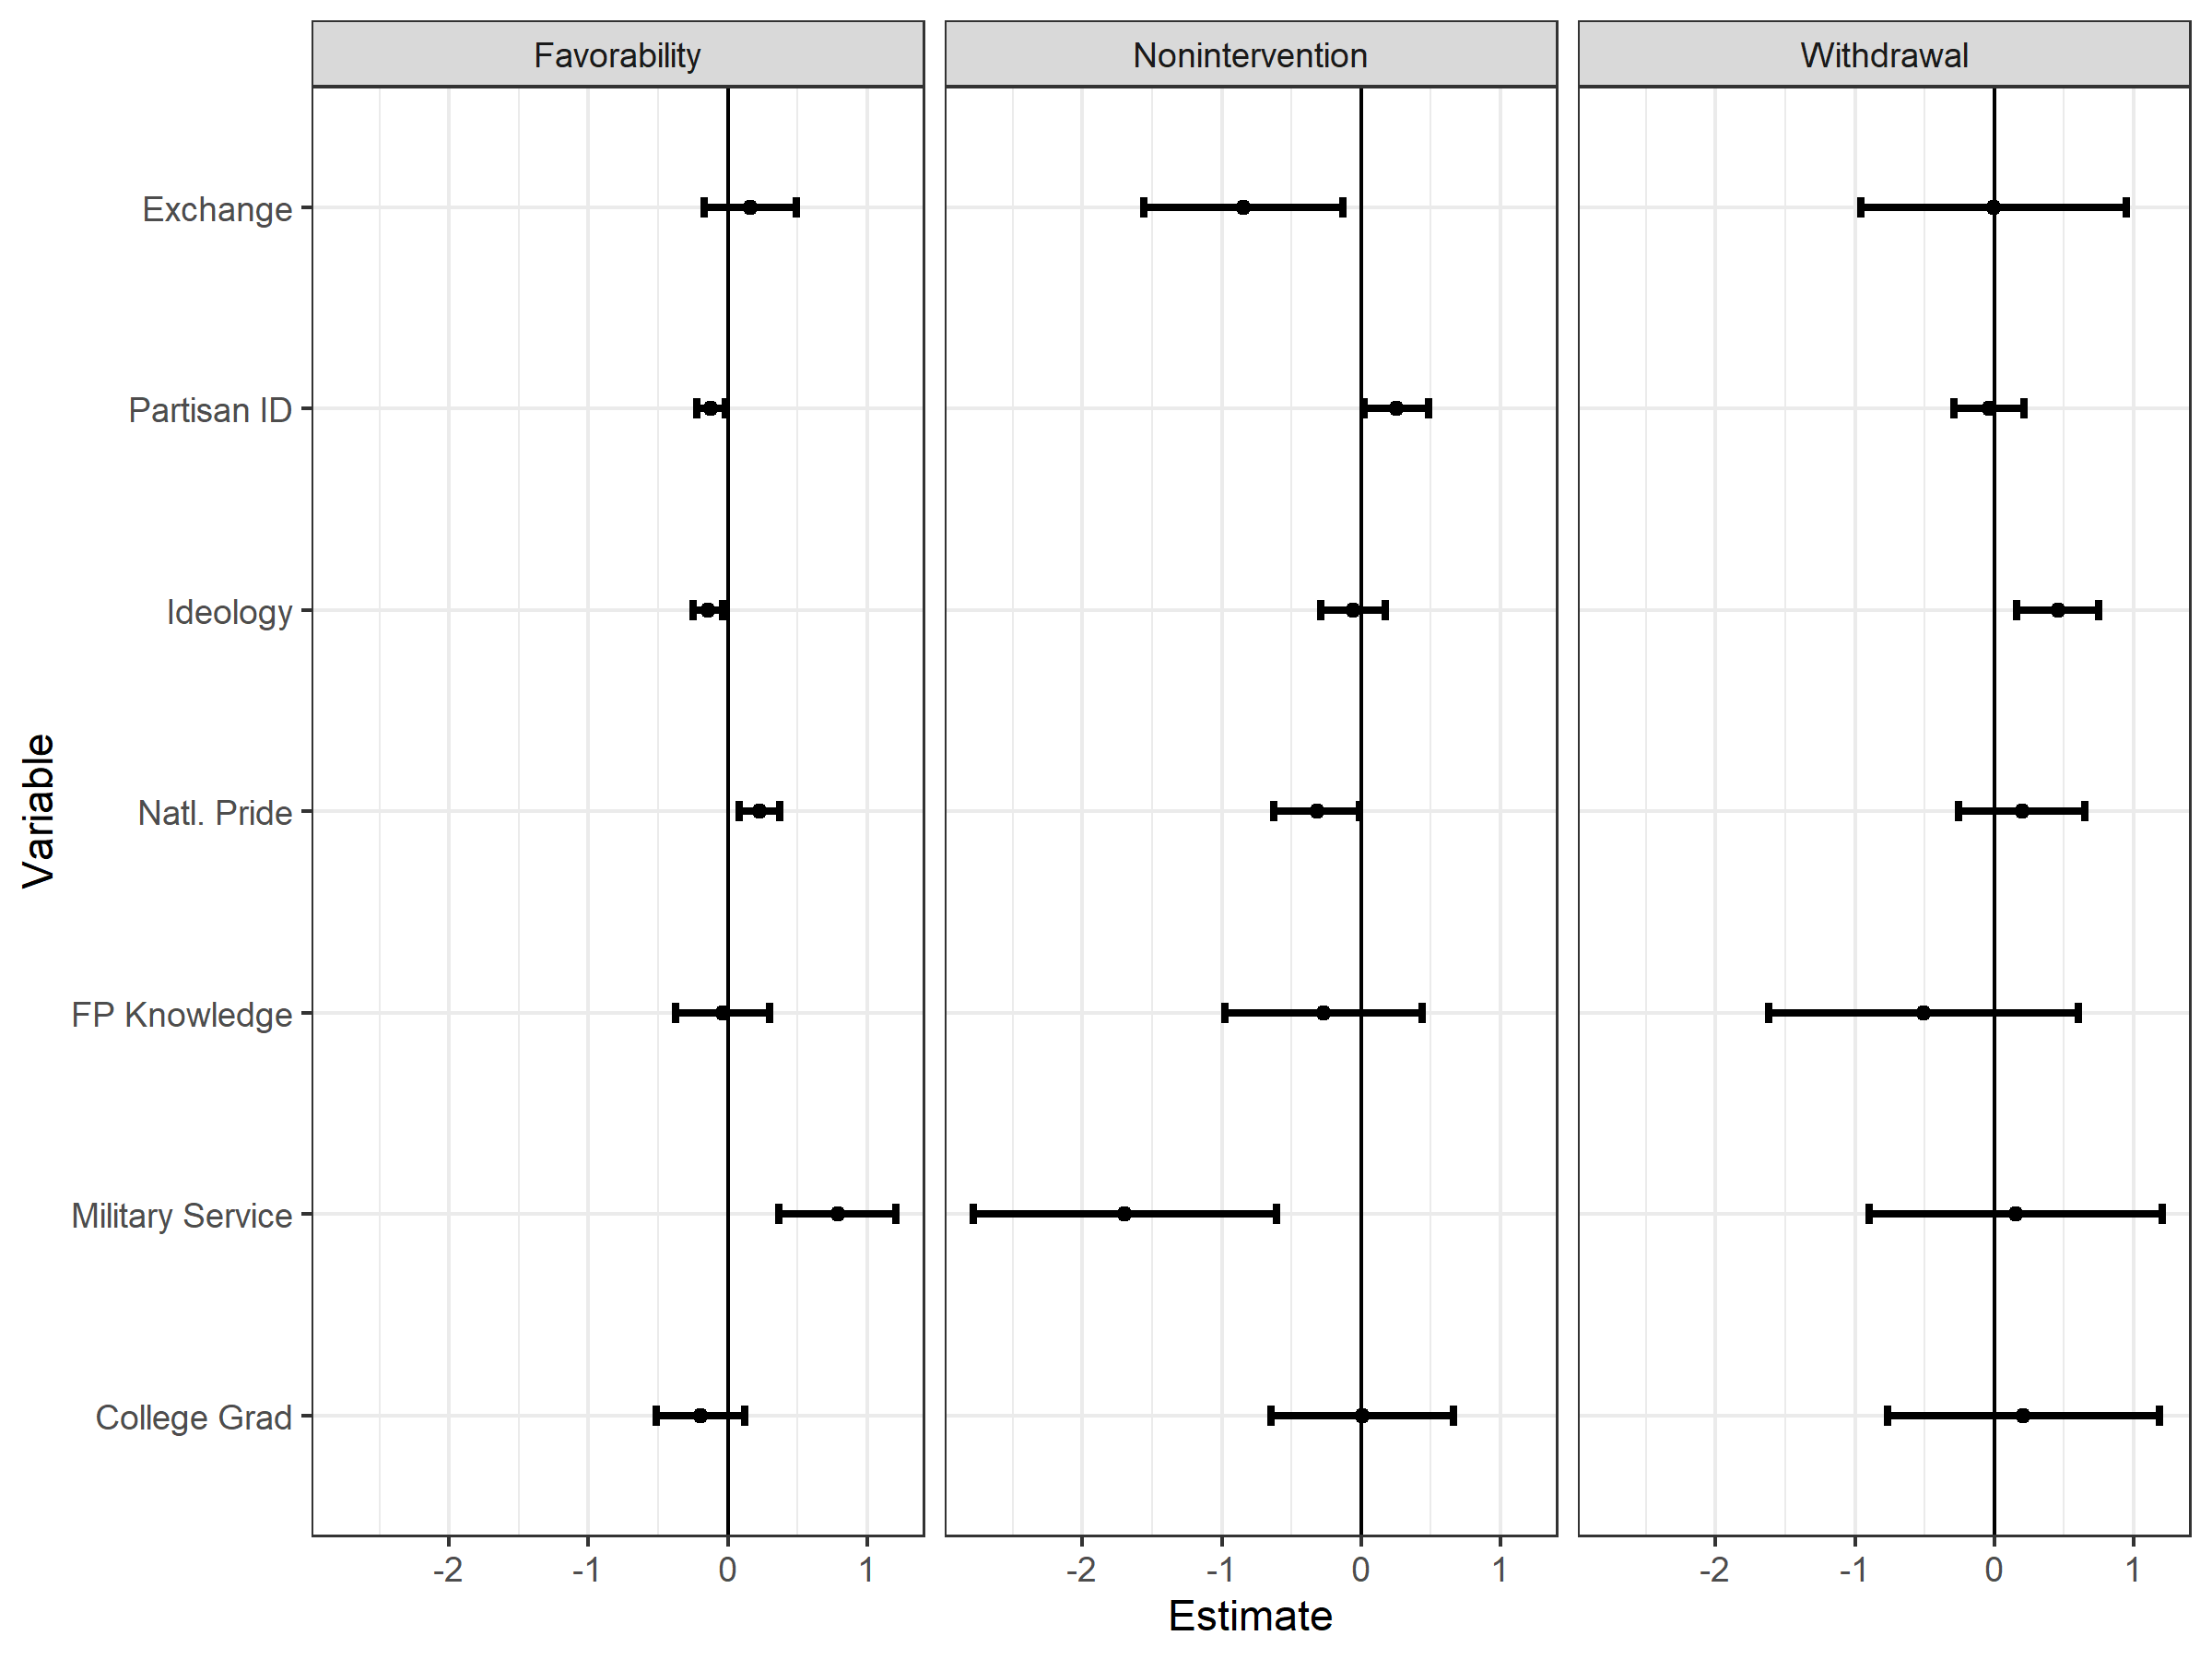 Favorability
Nonintervention
Withdrawal
Variable
Exchange
Partisan ID
Ideology
Natl. Pride
FP Knowledge
Military Service
College Grad
-2 -1 0 1
-2 -1 0 1
-2 -1 0 1
Estimate